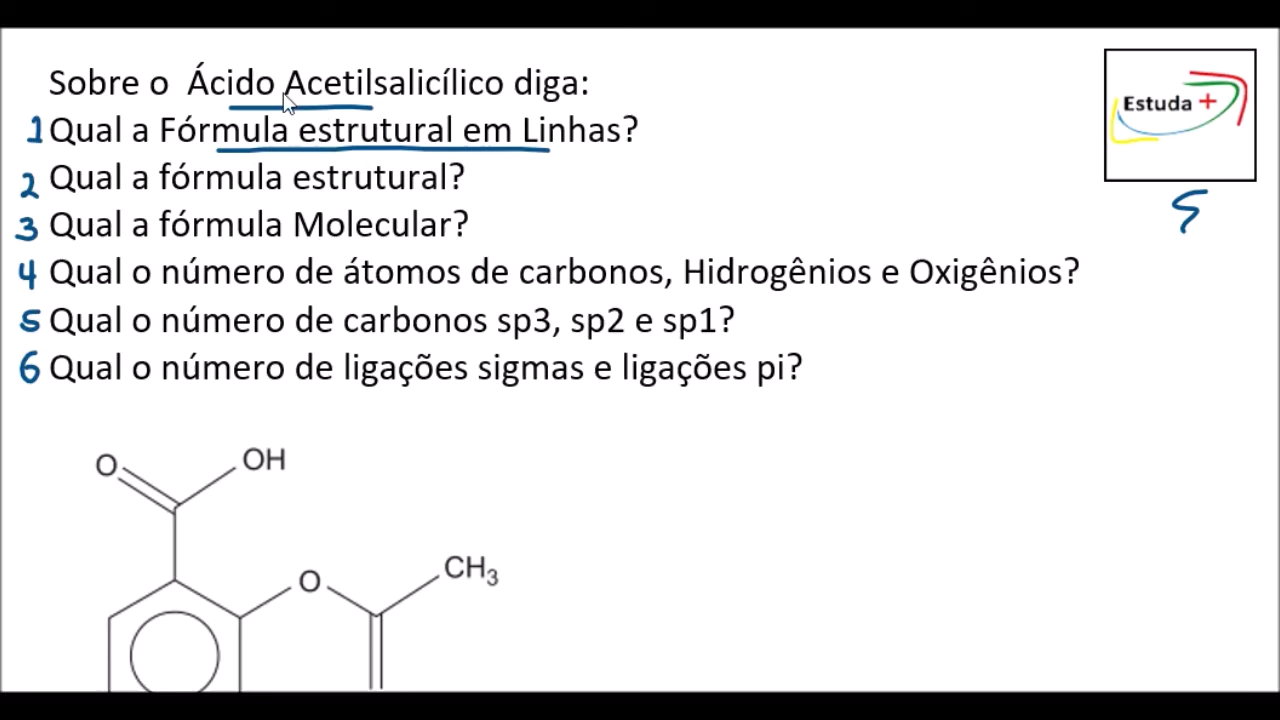 Sobre o Ácido Acetilsalicílico diga:
1 Qual a Fórmula estrutural em Linhas?
2 Qual a fórmula estrutural?
3 Qual a fórmula Molecular?
4 Qual o número de átomos de carbonos, Hidrogênios e Oxigênios?
5 Qual o número de carbonos sp3, sp2 e sp1?
6 Qual o número de ligações sigmas e ligações pi?
Estuda +
O OH
O CH3